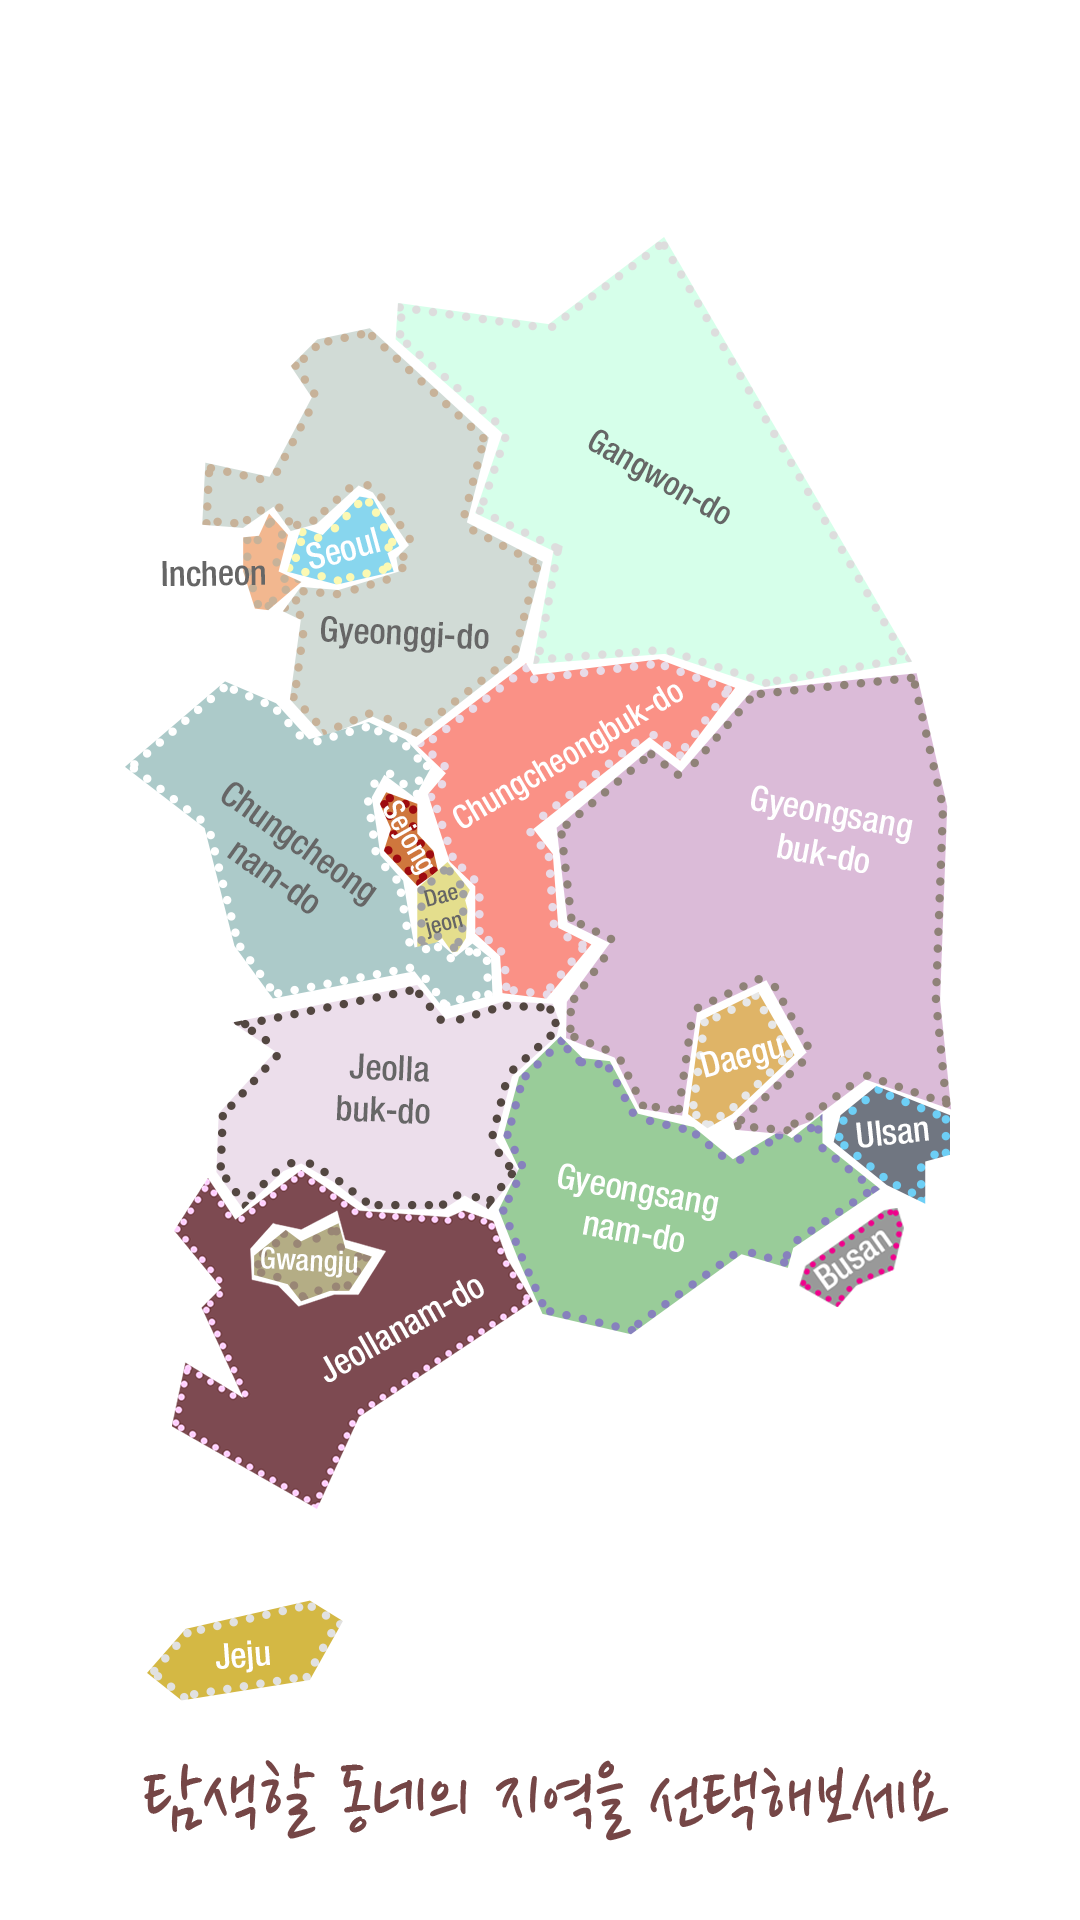 Gangwon-do
Seoul
Incheon
Gyeonggi-do
Chungcheongbuk-do
Chungcheong
nam-do
Sejong
Dae
jeon
Gyeongsang
buk-do
Daegu
Jeolla
buk-do
Ulsan
Gyeongsang
nam-do
Busan
Gwangju
Jeollanam-do
Jeju
탐색할 동네의 지역을 선택해보세요